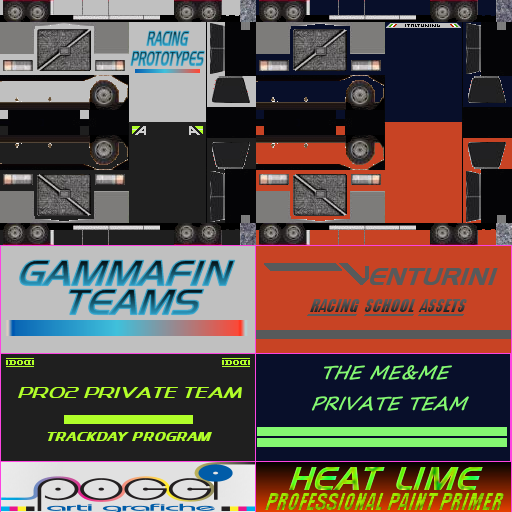 RACING
PROTOTYPES
ITALTUNING
GAMMAFIN
TEAMS
VENTURINI
RACING SCHOOL ASSETS
PRO2 PRIVATE TEAM
TRACKDAY PROGRAM
THE ME&ME
PRIVATE TEAM
POGGI
arti grafiche
HEAT LIME
PROFESSIONAL PAINT PRIMER